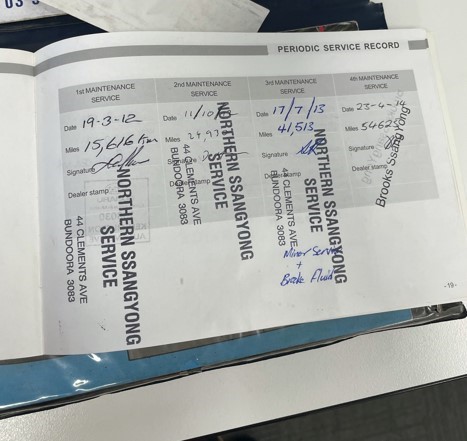 PERIODIC SERVICE RECORD
1st MAINTENANCE
SERVICE
Date 19-3-12
Miles 15,616 km
Signature
Dealer stamp
NORTHERN SSANGYONG
SERVICE
44 CLEMENTS AVE
BUNDOORA 3083
2nd MAINTENANCE
SERVICE
Date 11/10/
Miles
Signature
stamp
NORTHERN SSANGYONG
SERVICE
44 CLEMENTS AVE
BUNDOORA 3083
3rd MAINTENANCE
SERVICE
Date 17/7/13
Miles 41,513
Signature
stamp
NORTHERN SSANGYONG
SERVICE
44 CLEMENTS AVE
BUNDOORA 3083
Minor Service
+
Brake Fluid
4th MAINTENANCE
SERVICE
Date 23-4-
Miles 54625
Signature
Dealer stamp
Brooks SsangYong
-19-